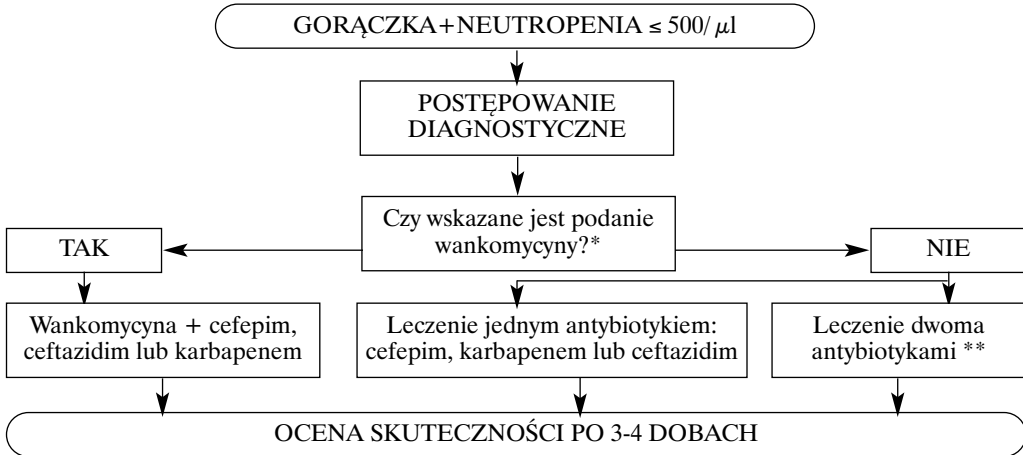 GORĄCZKA+NEUTROPENIA ≤ 500/ μl
POSTĘPOWANIE
DIAGNOSTYCZNE
Czy wskazane jest podanie
wankomycyny?*
TAK
NIE
Wankomycyna + cefepim,
ceftazidim lub karbapenem
Leczenie jednym antybiotykiem:
cefepim, karbapenem lub ceftazidim
Leczenie dwoma
antybiotykami **
OCENA SKUTECZNOŚCI PO 3-4 DOBACH